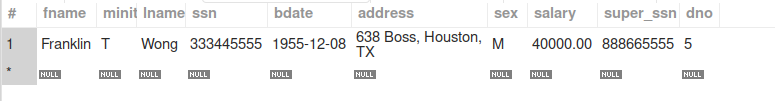 # fname minit lname ssn bdate address sex salary super_ssn dno
1 Franklin T Wong 333445555 1955-12-08 638 Boss, Houston, TX M 40000.00 888665555 5
* NULL NULL NULL NULL NULL NULL NULL NULL NULL NULL